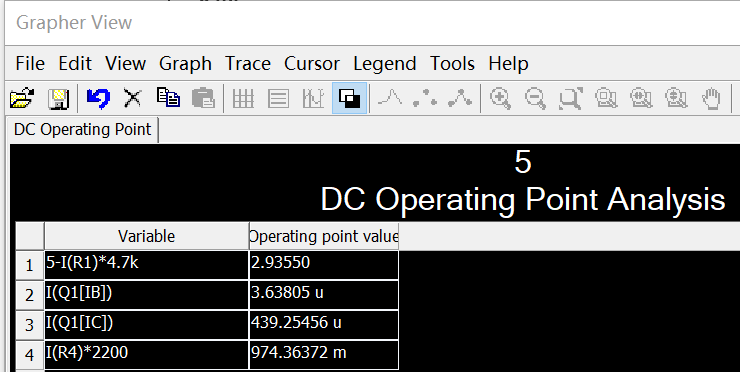 Grapher View
File Edit View Graph Trace Cursor Legend Tools Help
DC Operating Point
5
DC Operating Point Analysis
Variable Operating point value
1 5-I(R1)*4.7k 2.93550
2 I(Q1[IB]) 3.63805 u
3 I(Q1[IC]) 439.25456 u
4 I(R4)*2200 974.36372 m